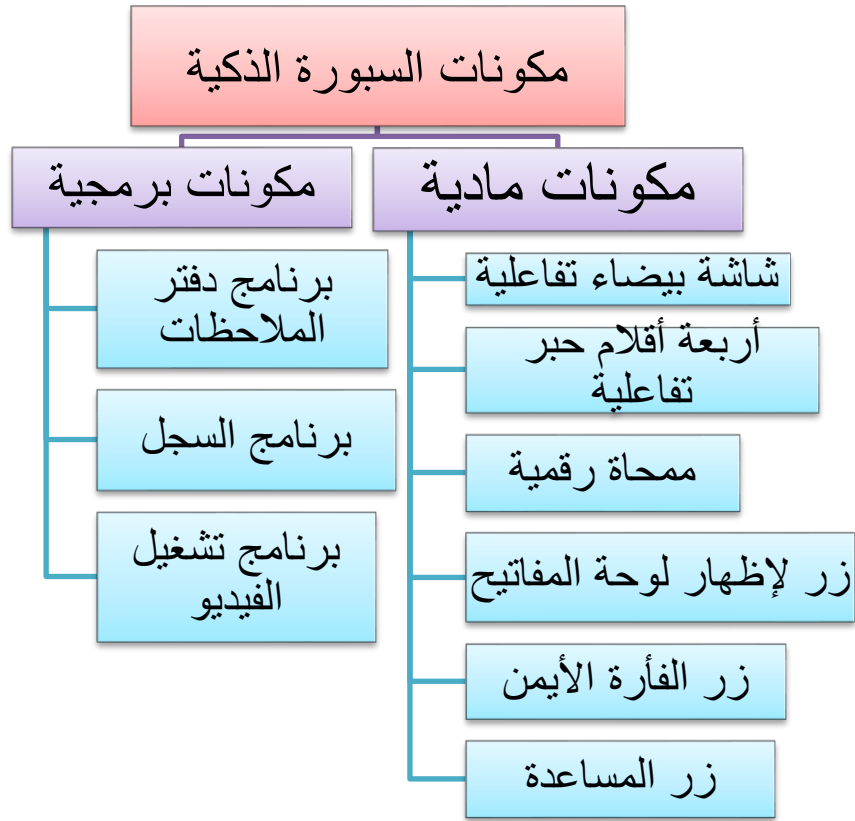 مكونات السبورة الذكية
مكونات مادية
شاشة بيضاء تفاعلية
أربعة أقلام حبر
تفاعلية
ممحاة رقمية
زر لإظهار لوحة المفاتيح
زر الفأرة الأيمن
زر المساعدة
مكونات برمجية
برنامج دفتر
الملاحظات
برنامج السجل
برنامج تشغيل
الفيديو